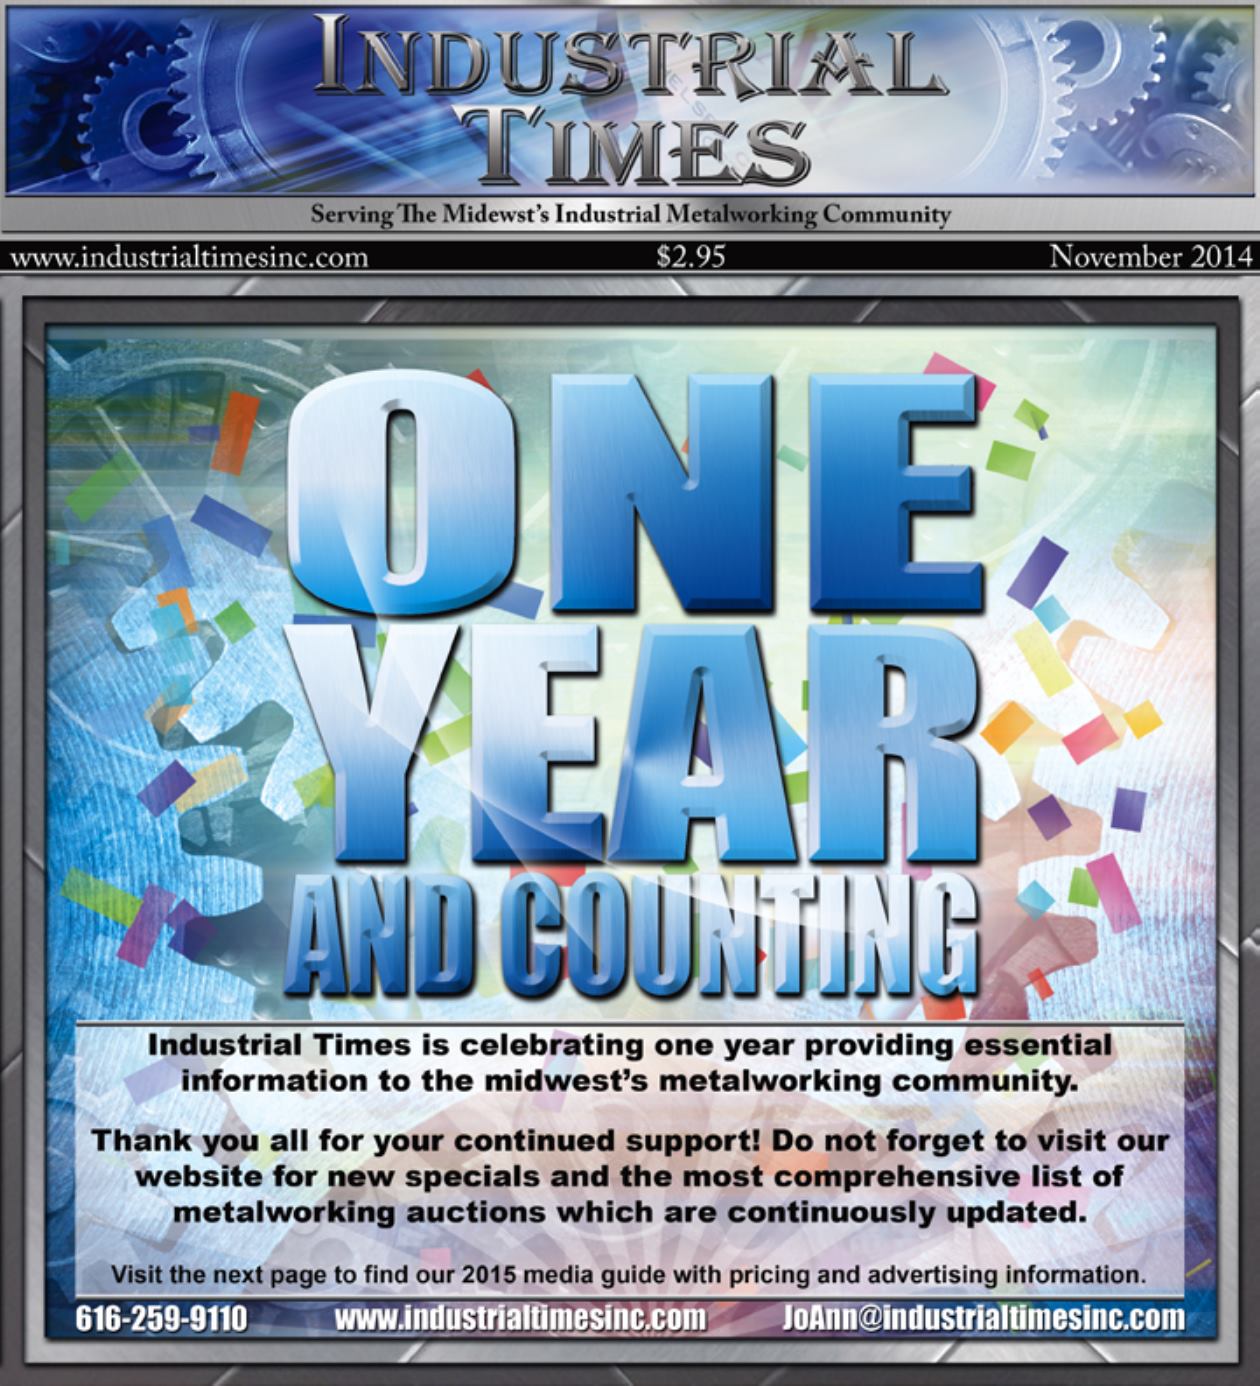 INDUSTRIAL
TIMES
Serving The Midewst's Industrial Metalworking Community
www.industrialtimesinc.com $2.95 November 2014
ONE
YEAR
AND COUNTING
Industrial Times is celebrating one year providing essential
information to the midwest's metalworking community.
Thank you all for your continued support! Do not forget to visit our
website for new specials and the most comprehensive list of
metalworking auctions which are continuously updated.
Visit the next page to find our 2015 media guide with pricing and advertising information.
616-259-9110 www.industrialtimesinc.com JoAnn@industrialtimesinc.com